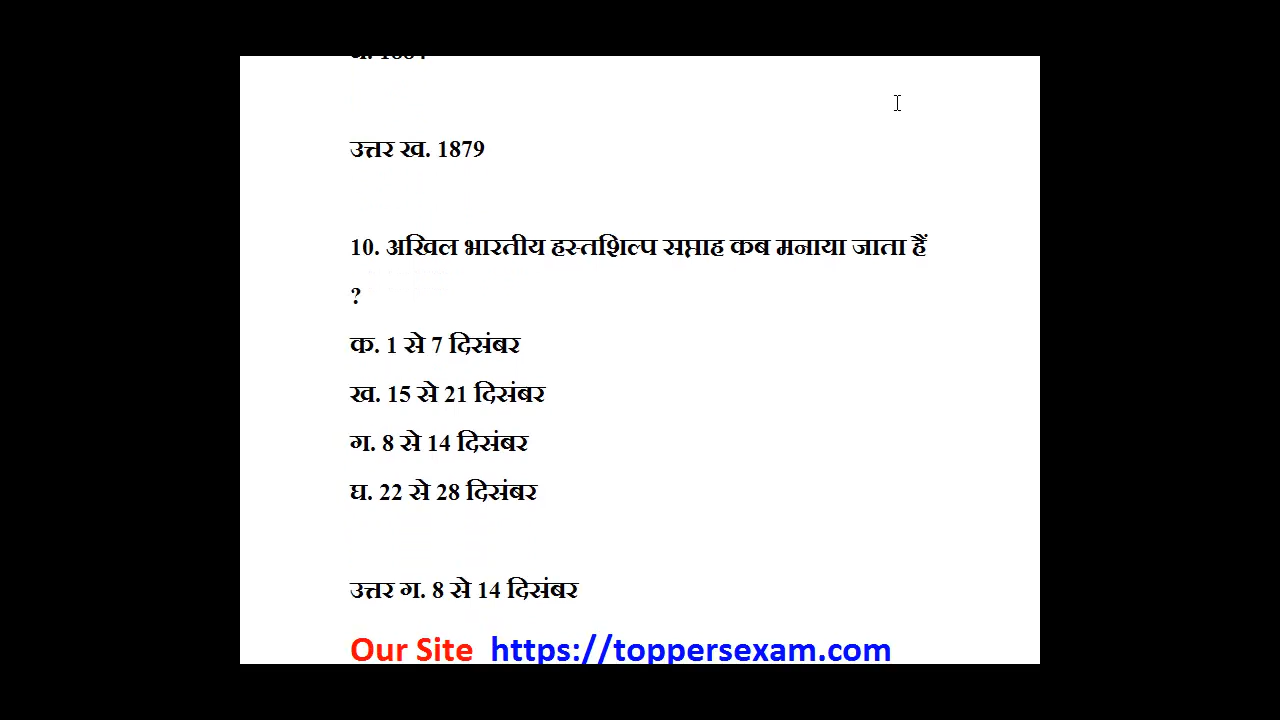 उत्तर ख. 1879
10. अखिल भारतीय हस्तशिल्प सप्ताह कब मनाया जाता हैं
?
क. 1 से 7 दिसंबर
ख. 15 से 21 दिसंबर
ग. 8 से 14 दिसंबर
घ. 22 से 28 दिसंबर
उत्तर ग. 8 से 14 दिसंबर
Our Site https://toppersexam.com